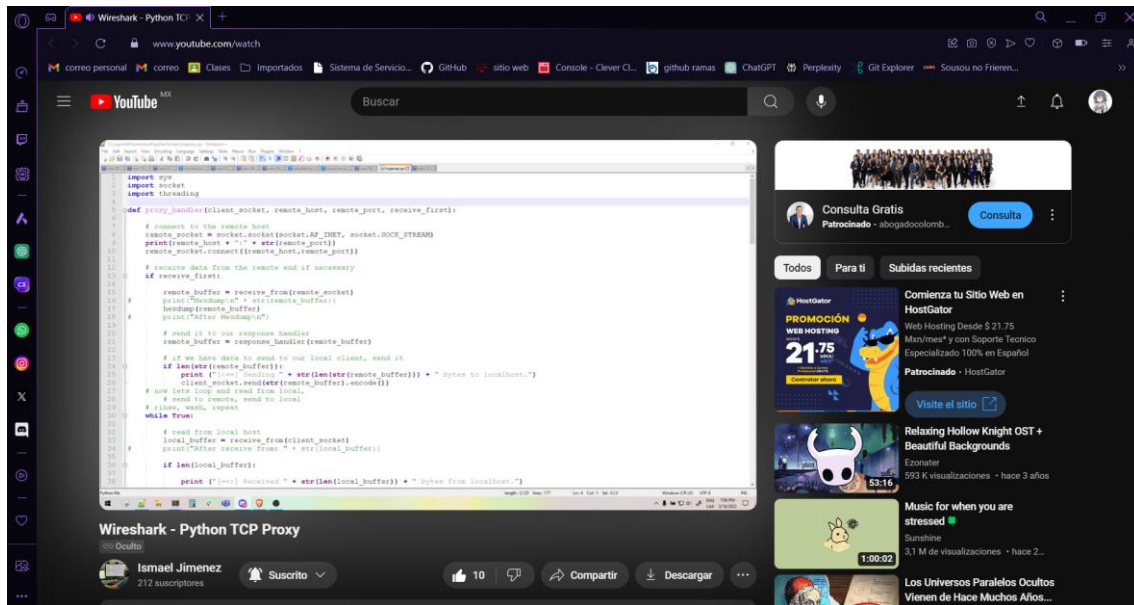 Wireshark - Python TCP
www.youtube.com/watch
correo personal
correo
Clases
Importados
Sistema de Servicio...
GitHub
sitio web
Console - Clever Cl...
github ramas
ChatGPT
Perplexity
Git Explorer
Sousou no Frieren...
YouTube MX
Buscar
import sys
import socket
import threading
def proxy_handler(client_socket, remote_host, remote_port, receive_first):
# connect to the remote host
remote_socket = socket.socket(socket.AF_INET, socket.SOCK_STREAM)
print(remote_host + ":" + str(remote_port))
remote_socket.connect((remote_host,remote_port))
# receive data from the remote end if necessary
if receive_first:
remote_buffer = receive_from(remote_socket)
# print("Hexdump\n" + str(remote_buffer))
hexdump(remote_buffer)
# print("After Hexdump\n")
# send it to our response handler
remote_buffer = response_handler(remote_buffer)
# if we have data to send to our local client, send it
if len(str(remote_buffer)):
print ("[<==] Sending " + str(len(str(remote_buffer))) + " bytes to localhost.")
client_socket.send(str(remote_buffer).encode())
# now lets loop and read from local,
# send to remote, send to local
# rinse, wash, repeat
while True:
# read from local host
local_buffer = receive_from(client_socket)
# print("After receive from: " + str(local_buffer))
if len(local_buffer):
print ("[==>] Received " + str(len(local_buffer)) + " bytes from localhost.")
Wireshark - Python TCP Proxy
Oculto
Ismael Jimenez
212 suscriptores
Suscrito
10
Compartir
Descargar
Consulta Gratis
Patrocinado - abogadocolomb...
Consulta
Todos
Para ti
Subidas recientes
HostGator
PROMOCIÓN
WEB HOSTING
21.75
Contratar ahora
Comienza tu Sitio Web en
HostGator
Web Hosting Desde $ 21.75
Mxn/mes* y con Soporte Tecnico
Especializado 100% en Español
Patrocinado · HostGator
Visite el sitio
53:16
Relaxing Hollow Knight OST +
Beautiful Backgrounds
Ezonater
593 K visualizaciones • hace 3 años
1:00:02
Music for when you are
stressed
Sunshine
3,1 M de visualizaciones • hace 2...
Los Universos Paralelos Ocultos
Vienen de Hace Muchos Años...